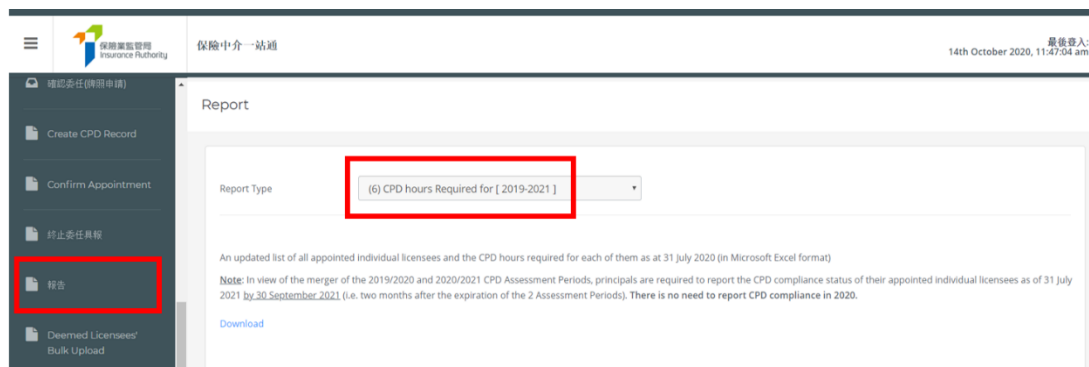 保險業監管局
Insurance Authority
保險中介一站通
最後登入:
14th October 2020, 11:47:04 am
確認委任(牌照申請)
Create CPD Record
Confirm Appointment
終止委任具報
報告
Deemed Licensees'
Bulk Upload
Report
Report Type
(6) CPD hours Required for [ 2019-2021 ]
An updated list of all appointed individual licensees and the CPD hours required for each of them as at 31 July 2020 (in Microsoft Excel format)
Note: In view of the merger of the 2019/2020 and 2020/2021 CPD Assessment Periods, principals are required to report the CPD compliance status of their appointed individual licensees as of 31 July
2021 by 30 September 2021 (i.e. two months after the expiration of the 2 Assessment Periods). There is no need to report CPD compliance in 2020.
Download